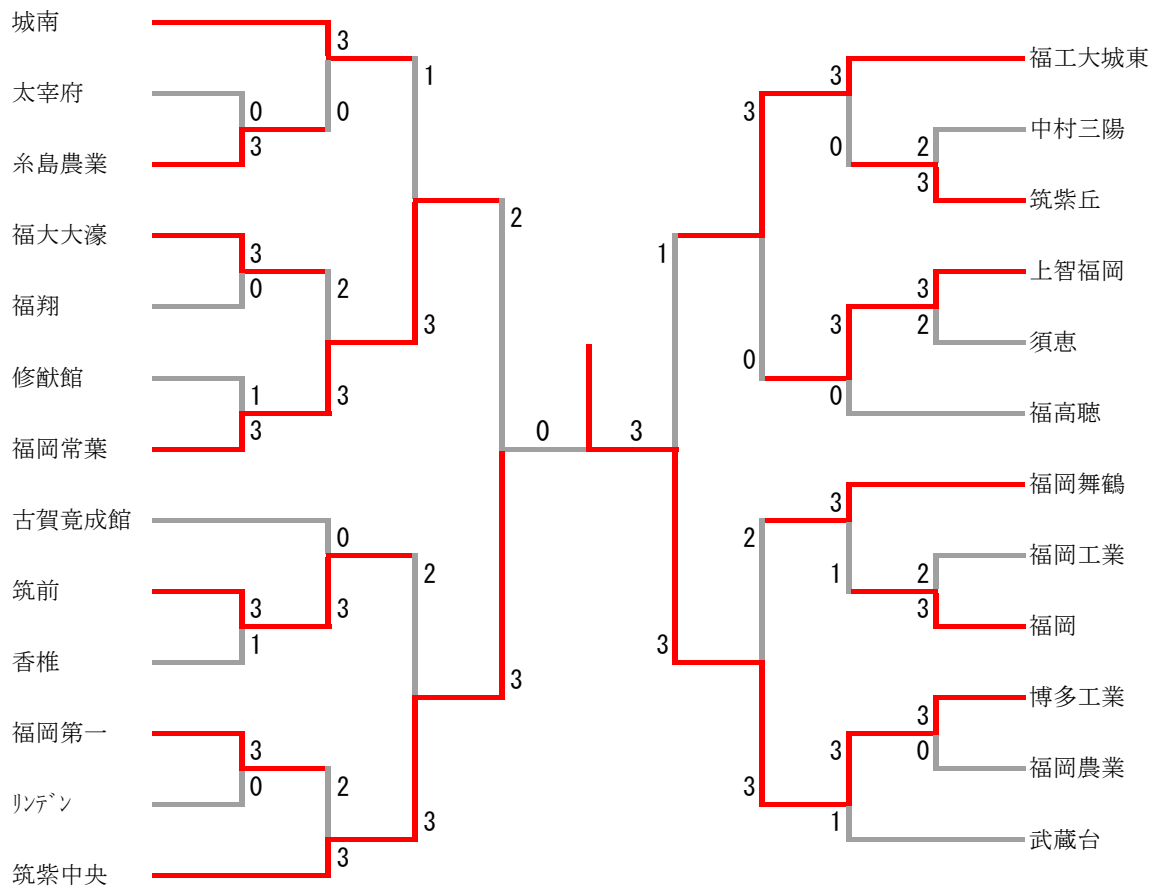 城南
3
福工大城東
1
3
太宰府
0
0
3
中村三陽
0
2
糸島農業
3
3
筑紫丘
福大大濠
3
2
1
上智福岡
0
2
3
福翔
3
3
2
須恵
0
修猷館
1
3
0
福高聡
3
0
3
福岡常葉
福岡舞鶴
3
古賀竟成館
0
2
2
福岡工業
1
2
筑前
3
3
3
福岡
1
3
香椎
3
博多工業
3
福岡第一
3
3
0
0
2
3
福岡農業
リンデン
3
1
武蔵台
3
筑紫中央